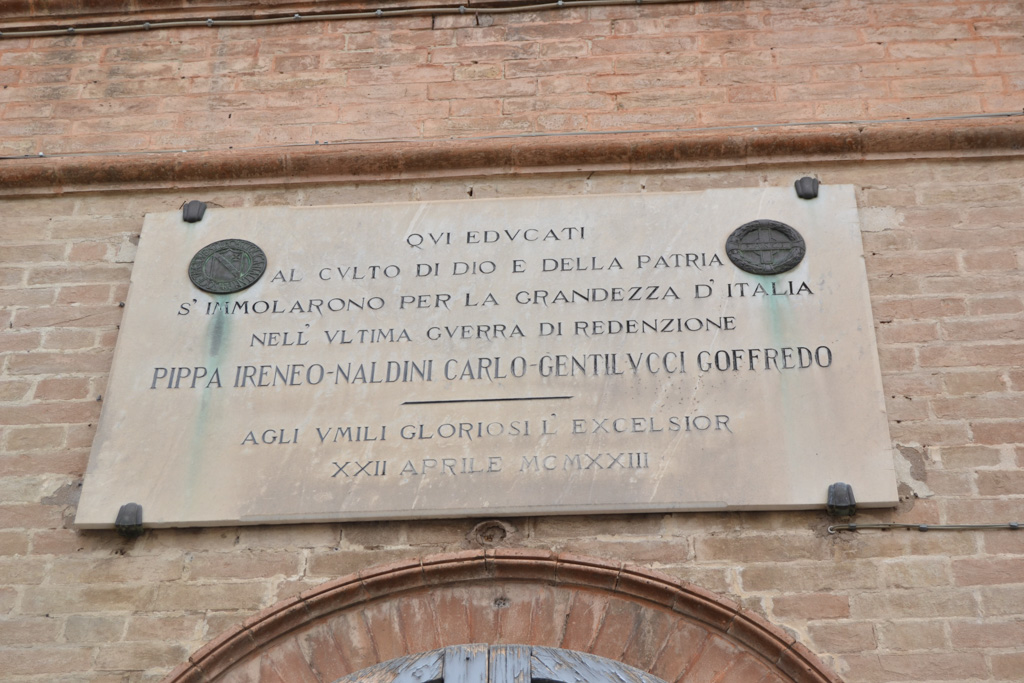 QVI EDVCATI
AL CVLTO DI DIO E DELLA PATRIA
S' IMMOLARONO PER LA GRANDEZZA D' ITALIA
NELL' VLTIMA GVERRA DI REDENZIONE
PIPPA IRENEO-NALDINI CARLO-GENTILVCCI GOFFREDO
AGLI VMILI GLORIOSI L' EXCELSIOR
XXII APRILE MCMXXIII